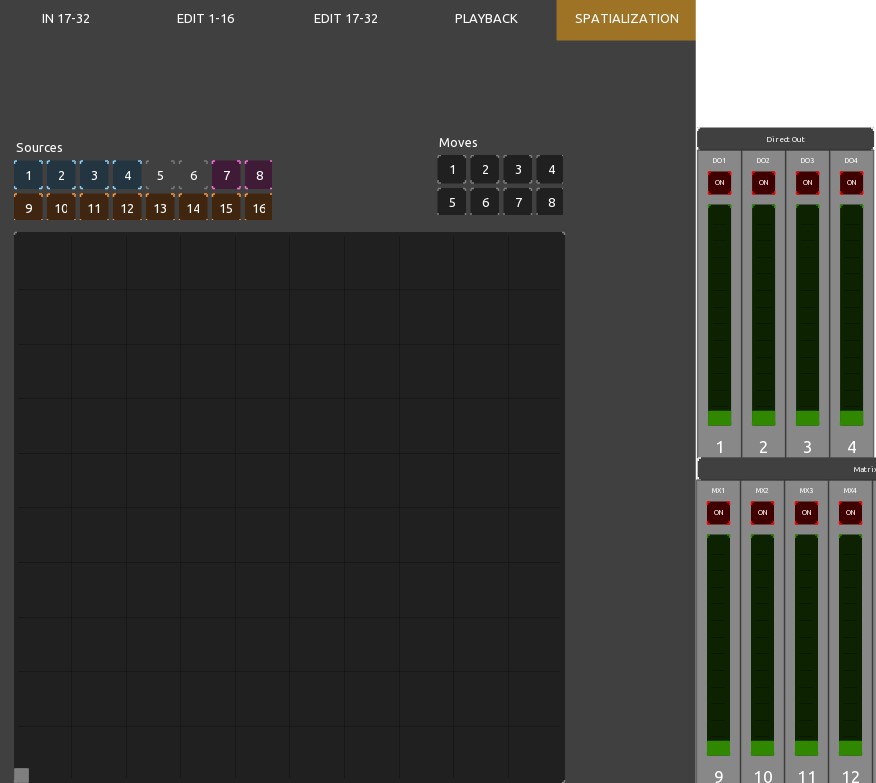 IN 17-32 EDIT 1-16 EDIT 17-32 PLAYBACK SPATIALIZATION
Sources
1 2 3 4 5 6 7 8
9 10 11 12 13 14 15 16
Moves
1 2 3 4
5 6 7 8
Direct Out
DO1 DO2 DO3 DO4
ON ON ON ON
1 2 3 4
Matrix
MX1 MX2 MX3 MX4
ON ON ON ON
9 10 11 12